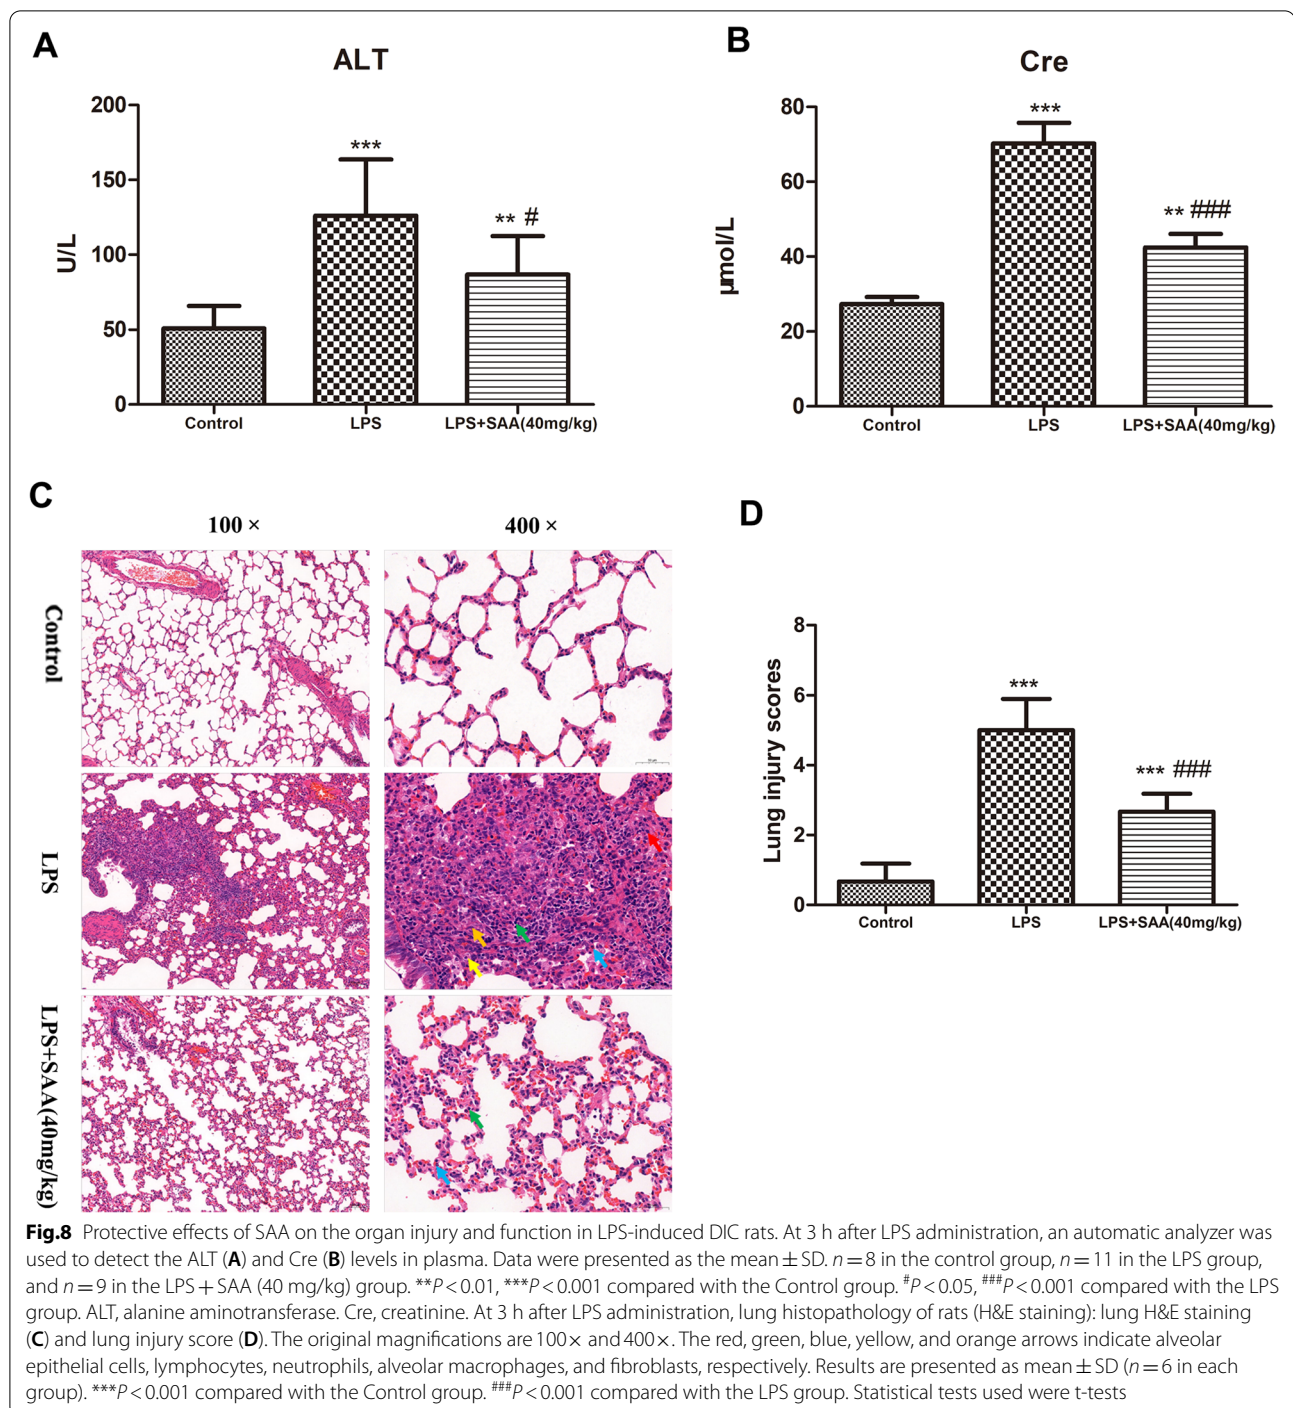 A
ALT
200
150
100
50
0
U/L
***
** #
Control
LPS
LPS+SAA(40mg/kg)
B
Cre
80
60
40
20
0
µmol/L
***
** ###
Control
LPS
LPS+SAA(40mg/kg)
C
100 ×
400 ×
Control
LPS
LPS+SAA(40mg/kg)
D
8
6
4
2
0
Lung injury scores
***
*** ###
Control
LPS
LPS+SAA(40mg/kg)
Fig.8 Protective effects of SAA on the organ injury and function in LPS-induced DIC rats. At 3 h after LPS administration, an automatic analyzer was
used to detect the ALT (A) and Cre (B) levels in plasma. Data were presented as the mean ± SD. n = 8 in the control group, n = 11 in the LPS group,
and n = 9 in the LPS + SAA (40 mg/kg) group. **P < 0.01, ***P < 0.001 compared with the Control group. #P < 0.05, ###P < 0.001 compared with the LPS
group. ALT, alanine aminotransferase. Cre, creatinine. At 3 h after LPS administration, lung histopathology of rats (H&E staining): lung H&E staining
(C) and lung injury score (D). The original magnifications are 100× and 400×. The red, green, blue, yellow, and orange arrows indicate alveolar
epithelial cells, lymphocytes, neutrophils, alveolar macrophages, and fibroblasts, respectively. Results are presented as mean ± SD (n = 6 in each
group). ***P < 0.001 compared with the Control group. ###P < 0.001 compared with the LPS group. Statistical tests used were t-tests